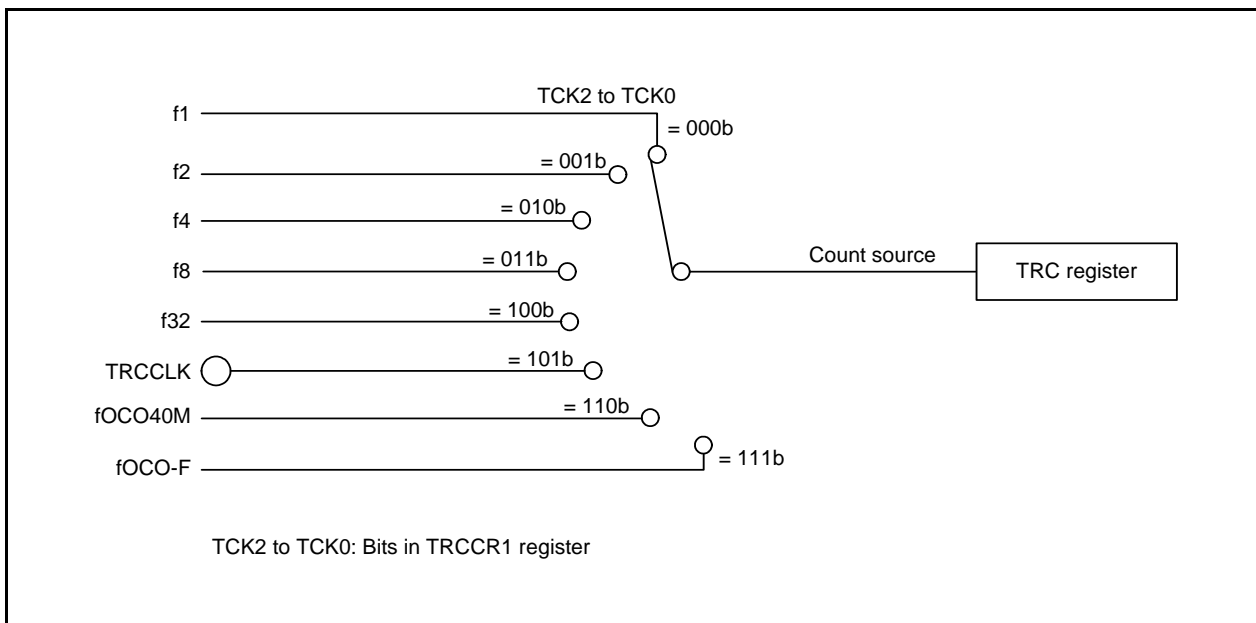 TCK2 to TCK0
f1
= 000b
f2
= 001b
f4
= 010b
f8
= 011b
Count source
TRC register
f32
= 100b
TRCCLK
= 101b
fOCO40M
= 110b
fOCO-F
= 111b
TCK2 to TCK0: Bits in TRCCR1 register